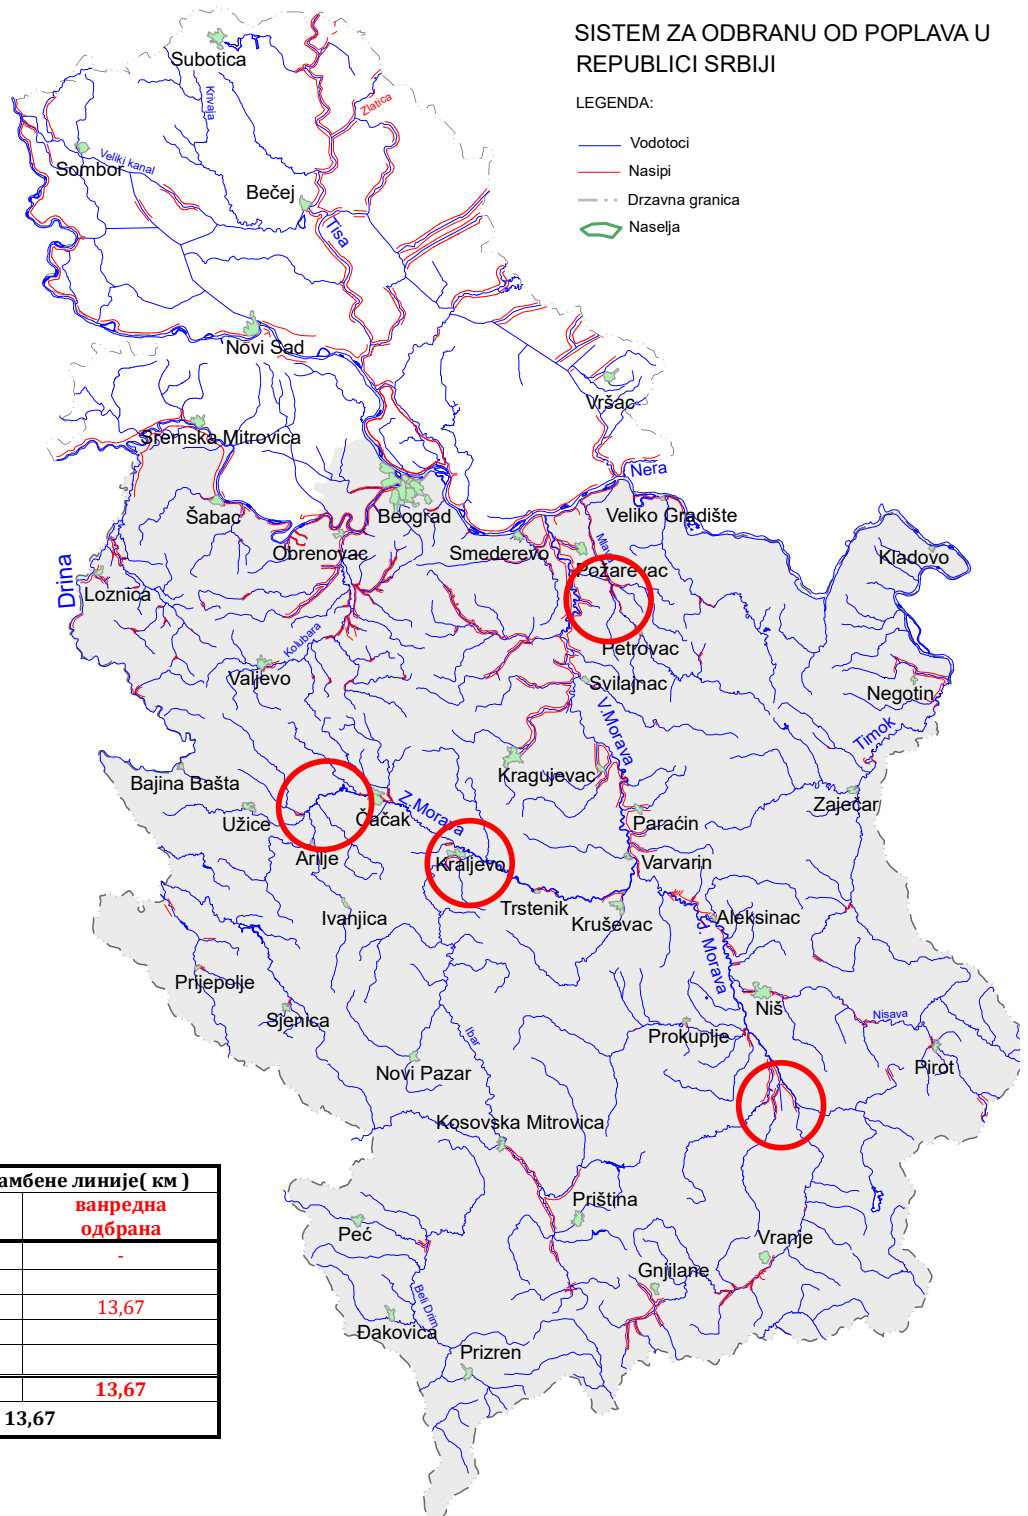 SISTEM ZA ODBRANU OD POPLAVA U
REPUBLICI SRBIJI
LEGENDA:
Vodotoci
Nasipi
Drzavna granica
Naselja
Subotica
Krivaja
Zlatica
Sombor
Veliki kanal
Bečej
Tisa
Novi Sad
Vršac
Sremska Mitrovica
Nera
Šabac
Beograd
Veliko Gradište
Obrenovac
Smederevo
Kladovo
Drina
Loznica
Požarevac
Kolubara
Petrovac
Valjevo
Svilajnac
Negotin
V.Morava
Timok
Bajina Bašta
Kragujevac
Zaječar
Užice
Čačak
Z.Morava
Paraćin
Arilje
Kraljevo
Varvarin
Ivanjica
Trstenik
Kruševac
Aleksinac
J. Morava
Prijepolje
Niš
Sjenica
Nisava
Ibar
Prokuplje
Novi Pazar
Pirot
Kosovska Mitrovica
Priština
Peć
Vranje
Gnjilane
Beli Drim
Đakovica
Prizren
амбене линије( км )
ванредна
одбрана
-
13,67
13,67
13,67